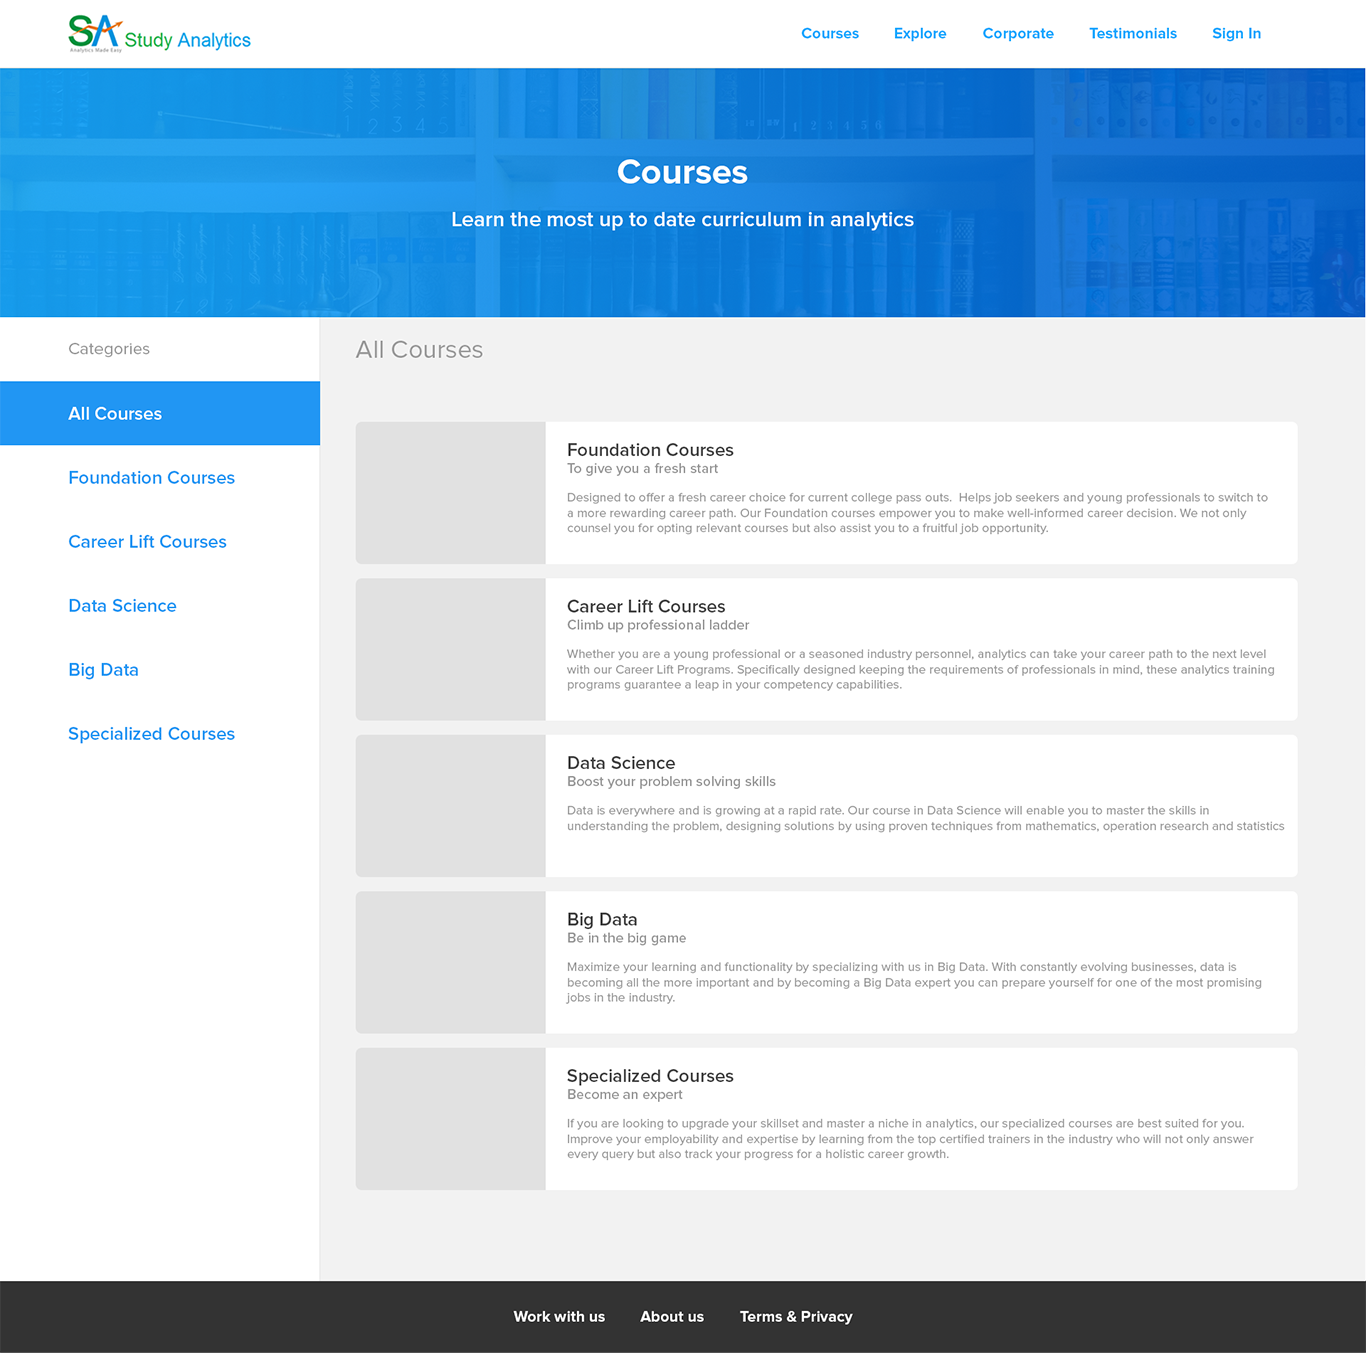 SA Study Analytics
Analytics Made Easy
Courses Explore Corporate Testimonials Sign In
Courses
Learn the most up to date curriculum in analytics
Categories
All Courses
Foundation Courses
Career Lift Courses
Data Science
Big Data
Specialized Courses
All Courses
Foundation Courses
To give you a fresh start
Designed to offer a fresh career choice for current college pass outs.  Helps job seekers and young professionals to switch to
a more rewarding career path. Our Foundation courses empower you to make well-informed career decision. We not only
counsel you for opting relevant courses but also assist you to a fruitful job opportunity.
Career Lift Courses
Climb up professional ladder
Whether you are a young professional or a seasoned industry personnel, analytics can take your career path to the next level
with our Career Lift Programs. Specifically designed keeping the requirements of professionals in mind, these analytics training
programs guarantee a leap in your competency capabilities.
Data Science
Boost your problem solving skills
Data is everywhere and is growing at a rapid rate. Our course in Data Science will enable you to master the skills in
understanding the problem, designing solutions by using proven techniques from mathematics, operation research and statistics
Big Data
Be in the big game
Maximize your learning and functionality by specializing with us in Big Data. With constantly evolving businesses, data is
becoming all the more important and by becoming a Big Data expert you can prepare yourself for one of the most promising
jobs in the industry.
Specialized Courses
Become an expert
If you are looking to upgrade your skillset and master a niche in analytics, our specialized courses are best suited for you.
Improve your employability and expertise by learning from the top certified trainers in the industry who will not only answer
every query but also track your progress for a holistic career growth.
Work with us About us Terms & Privacy